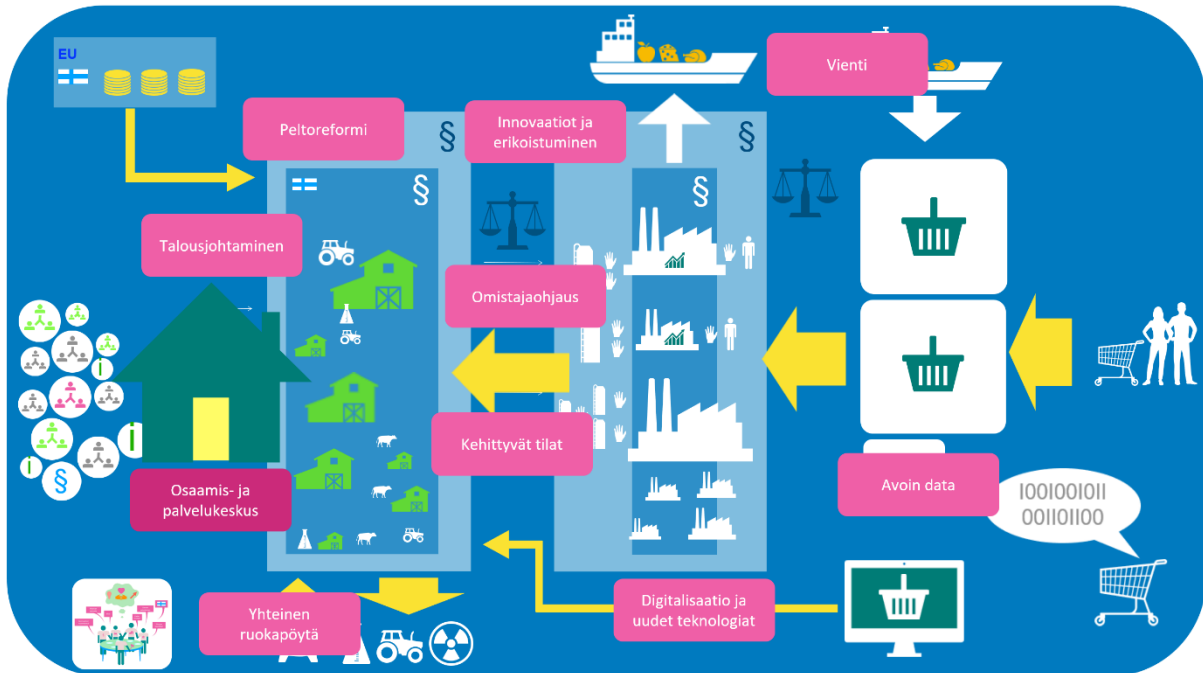 EU
Vienti
Peltoreformi
§
Innovaatiot ja
erikoistuminen
§
§
§
Talousjohtaminen
Omistajaohjaus
Kehittyvät tilat
i
i
i
§
Osaamis- ja
palvelukeskus
Avoin data
1001001011
001101100
Yhteinen
ruokapöytä
Digitalisaatio ja
uudet teknologiat